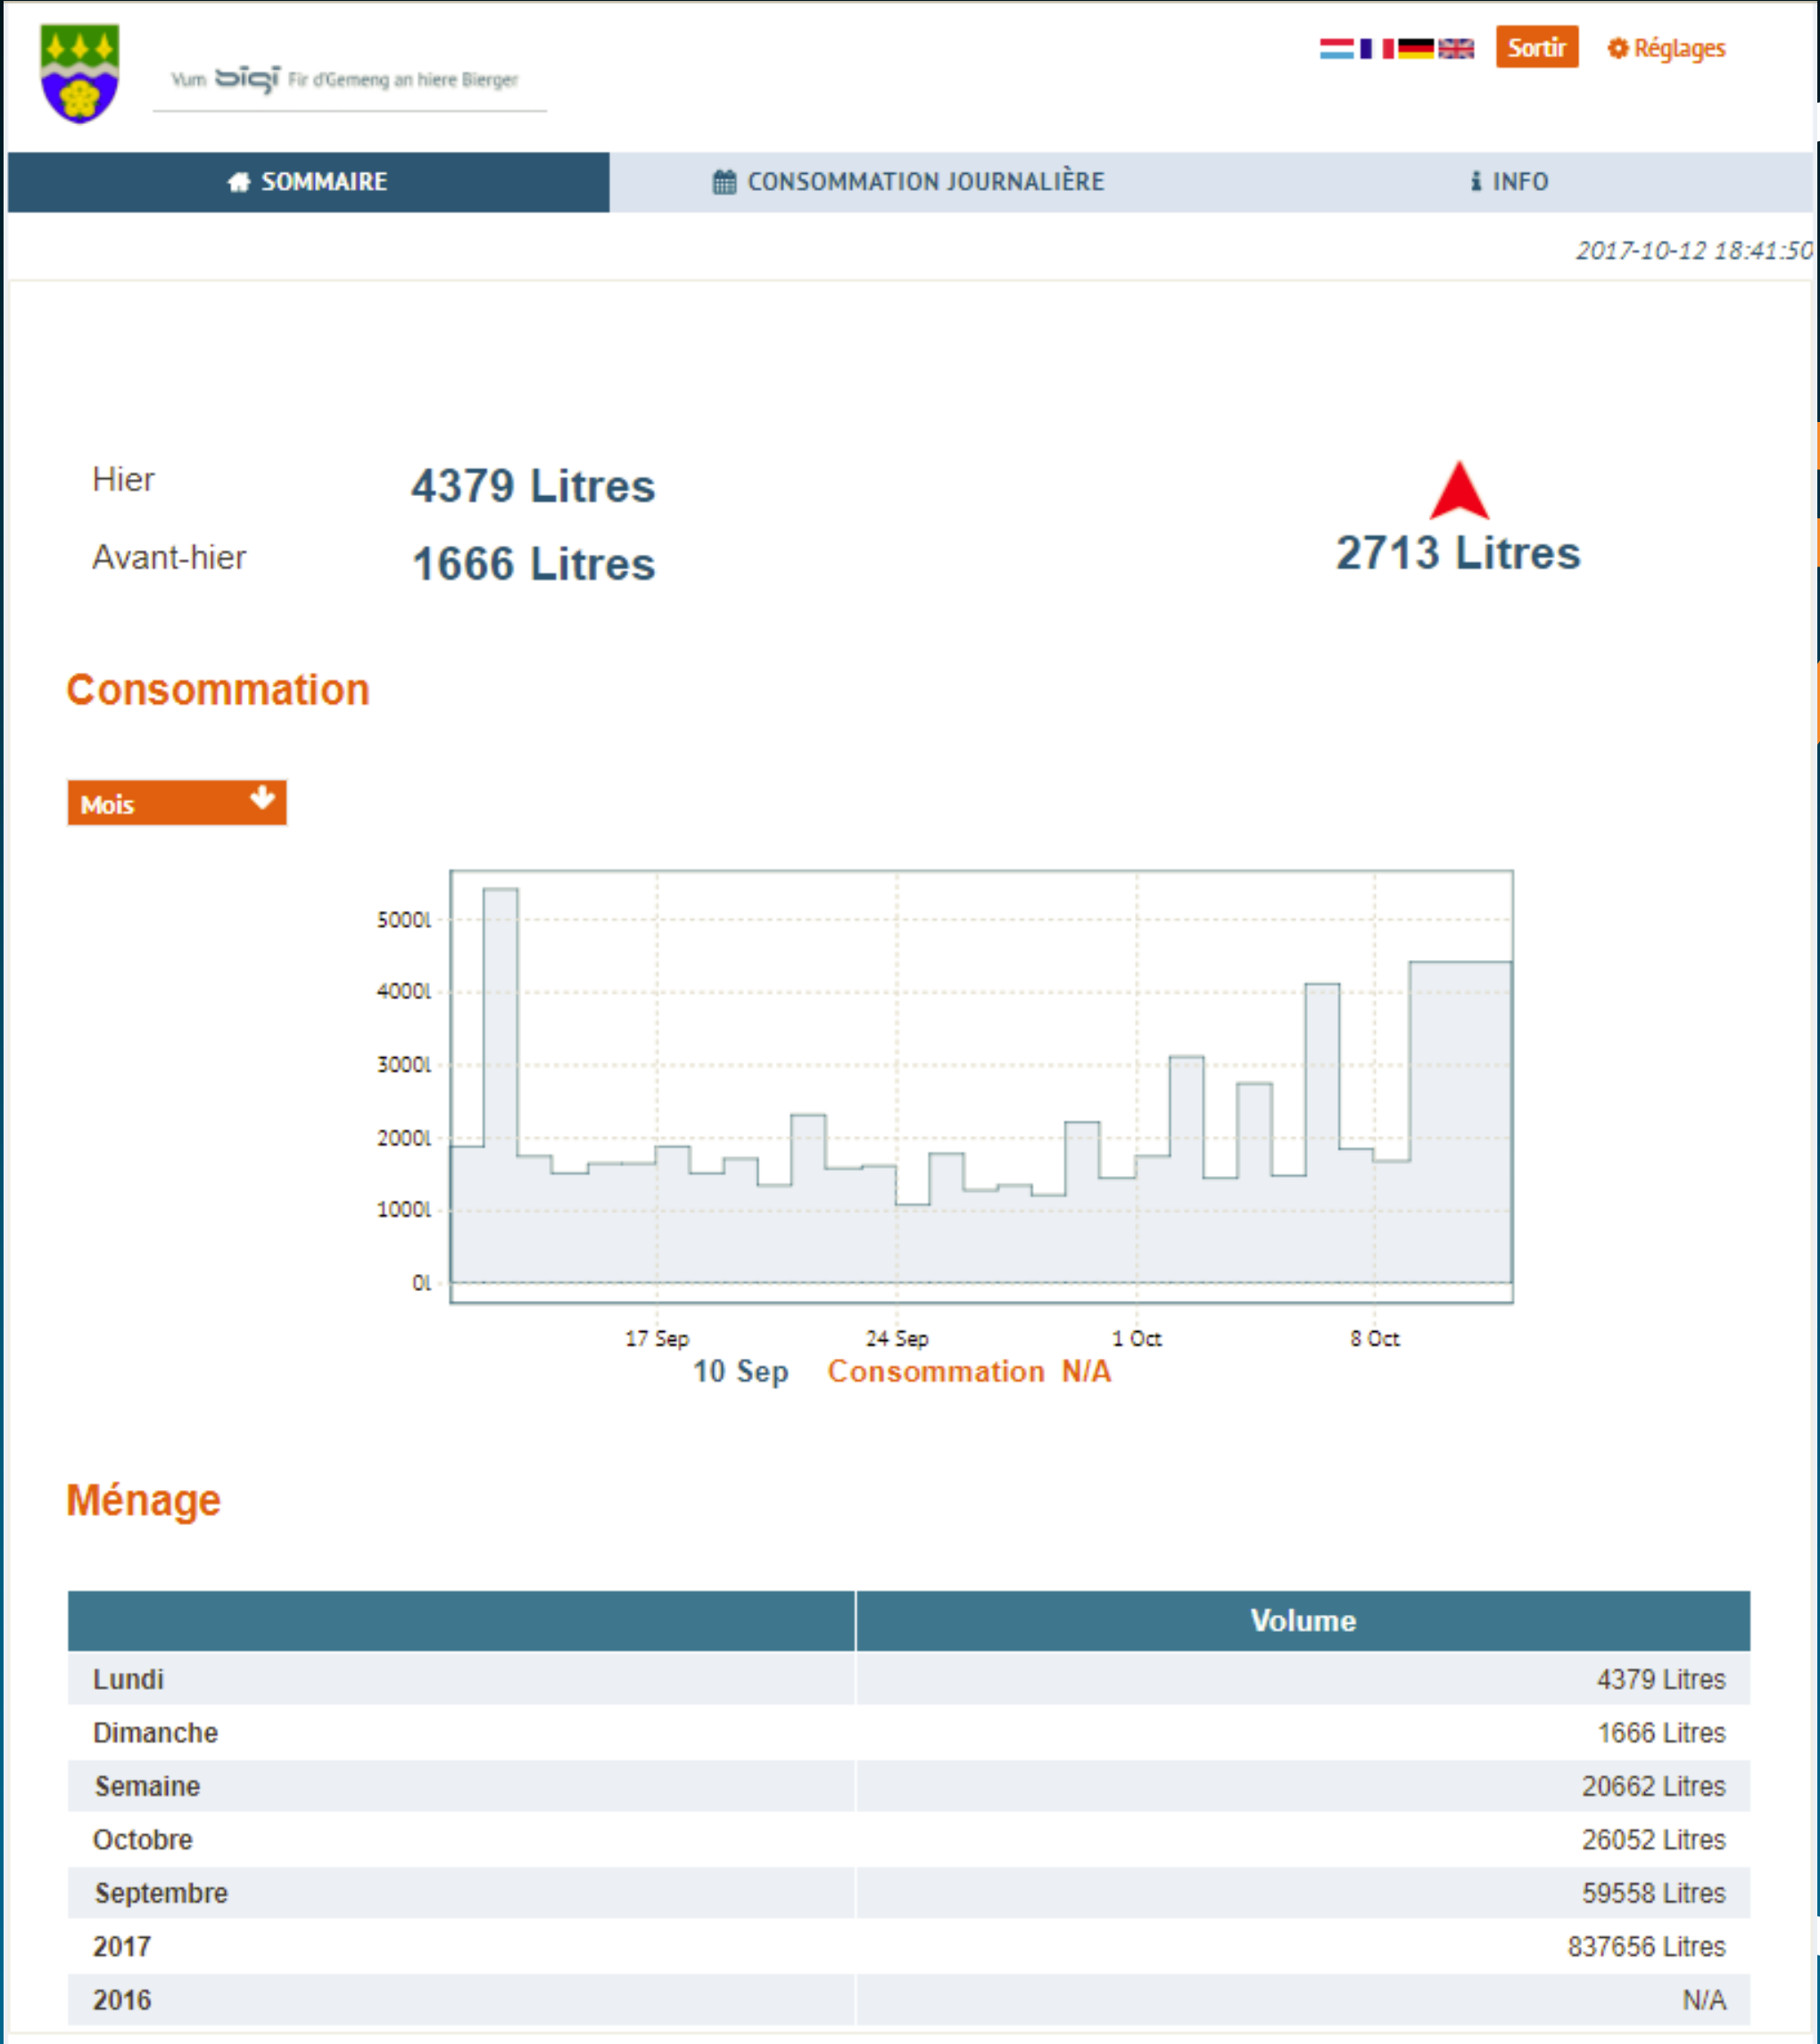 Vum bigi Fir d'Gemeng an hiere Bierger
Sortir Réglages
SOMMAIRE CONSOMMATION JOURNALIÈRE INFO
2017-10-12 18:41:50
Hier 4379 Litres
Avant-hier 1666 Litres
2713 Litres
Consommation
Mois
5000l
4000l
3000l
2000l
1000l
0l
17 Sep 24 Sep 1 Oct 8 Oct
10 Sep Consommation N/A
Ménage
Volume
Lundi 4379 Litres
Dimanche 1666 Litres
Semaine 20662 Litres
Octobre 26052 Litres
Septembre 59558 Litres
2017 837656 Litres
2016 N/A